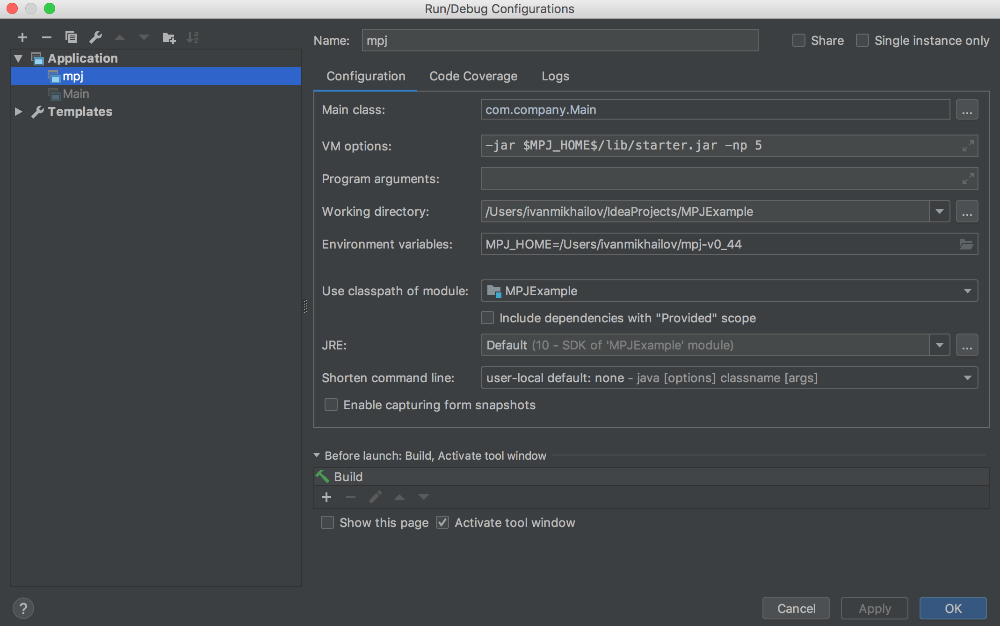 Run/Debug Configurations
Name: mpj Share Single instance only
Application
mpj
Main
Templates
Configuration Code Coverage Logs
Main class: com.company.Main ...
VM options: -jar $MPJ_HOME$/lib/starter.jar -np 5
Program arguments:
Working directory: /Users/ivanmikhailov/IdeaProjects/MPJExample ...
Environment variables: MPJ_HOME=/Users/ivanmikhailov/mpj-v0_44
Use classpath of module: MPJExample
Include dependencies with "Provided" scope
JRE: Default (10 - SDK of 'MPJExample' module) ...
Shorten command line: user-local default: none - java [options] classname [args]
Enable capturing form snapshots
Before launch: Build, Activate tool window
Build
Show this page Activate tool window
? Cancel Apply OK